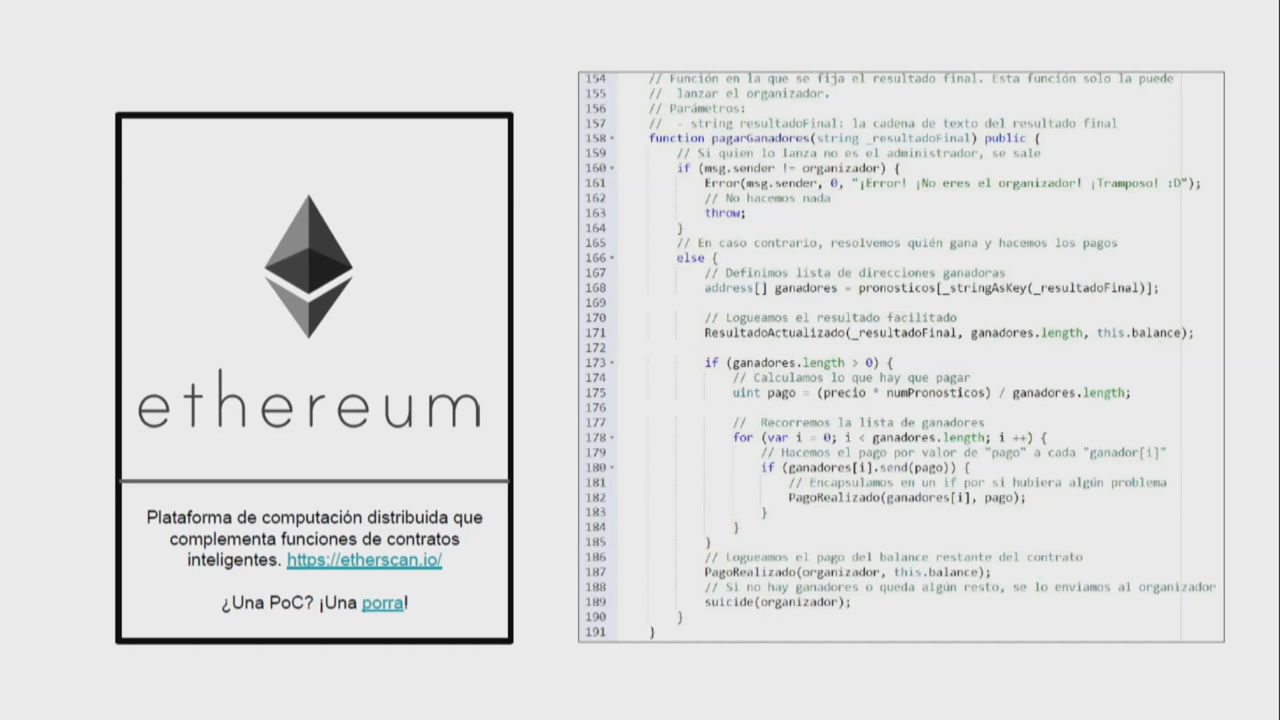 ethereum
Plataforma de computación distribuida que
complementa funciones de contratos
inteligentes. https://etherscan.io/
¿Una PoC? ¡Una porra!
154 // Función en la que se fija el resultado final. Esta función solo la puede
155 //  lanzar el organizador.
156 // Parámetros:
157 //  - string resultadoFinal: la cadena de texto del resultado final
158 function pagarGanadores(string _resultadoFinal) public {
159 // Si quien lo lanza no es el administrador, se sale
160 if (msg.sender != organizador) {
161 Error(msg.sender, 0, "¡Error! ¡No eres el organizador! ¡Tramposo! :D");
162 // No hacemos nada
163 throw;
164 }
165 // En caso contrario, resolvemos quién gana y hacemos los pagos
166 else {
167 // Definimos lista de direcciones ganadoras
168 address[] ganadores = pronosticos[_stringAsKey(_resultadoFinal)];
169
170 // Logueamos el resultado facilitado
171 ResultadoActualizado(_resultadoFinal, ganadores.length, this.balance);
172
173 if (ganadores.length > 0) {
174 // Calculamos lo que hay que pagar
175 uint pago = (precio * numPronosticos) / ganadores.length;
176
177 //  Recorremos la lista de ganadores
178 for (var i = 0; i < ganadores.length; i ++) {
179 // Hacemos el pago por valor de "pago" a cada "ganador[i]"
180 if (ganadores[i].send(pago)) {
181 // Encapsulamos en un if por si hubiera algún problema
182 PagoRealizado(ganadores[i], pago);
183 }
184 }
185 }
186 // Logueamos el pago del balance restante del contrato
187 PagoRealizado(organizador, this.balance);
188 // Si no hay ganadores o queda algún resto, se lo enviamos al organizador
189 suicide(organizador);
190 }
191 }